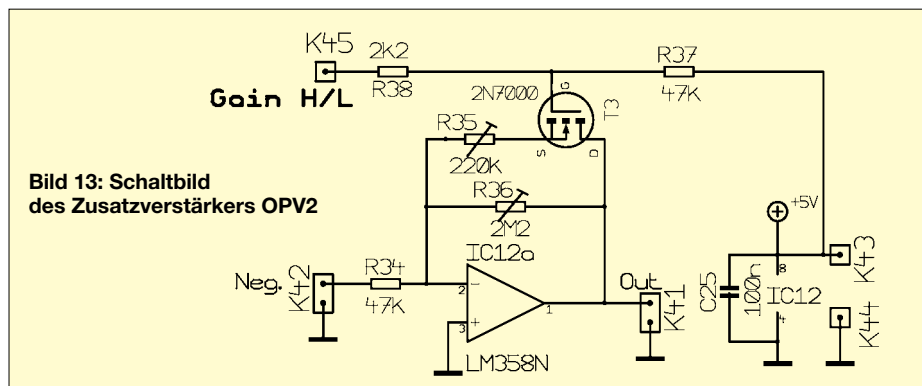 K45
2K2
R38
Gain H/L
R37
47K
2N7000
G
T3
S
D
R35
220K
R36
2M2
Bild 13: Schaltbild
des Zusatzverstärkers OPV2
IC12a
Neg.
K42
R34
47K
2
3
1
LM358N
Out
K41
+5V
C25
100n
8
IC12
4
K43
K44